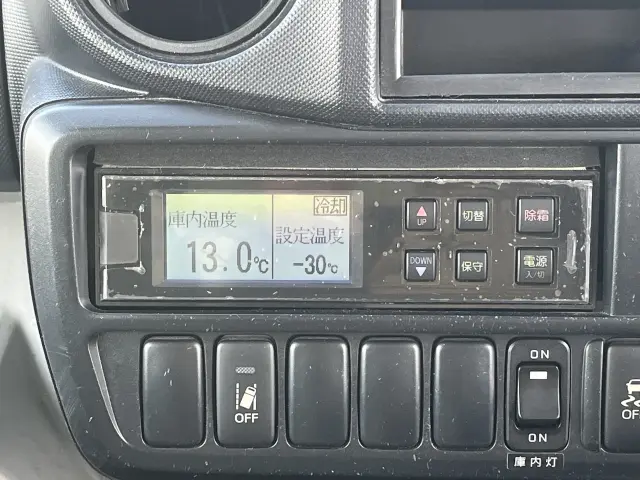 冷却
庫内温度
設定温度
13.0℃
-30℃
UP
切替
除霜
DOWN
保守
電源
入/切
OFF
ON
ON
庫内灯
OFF